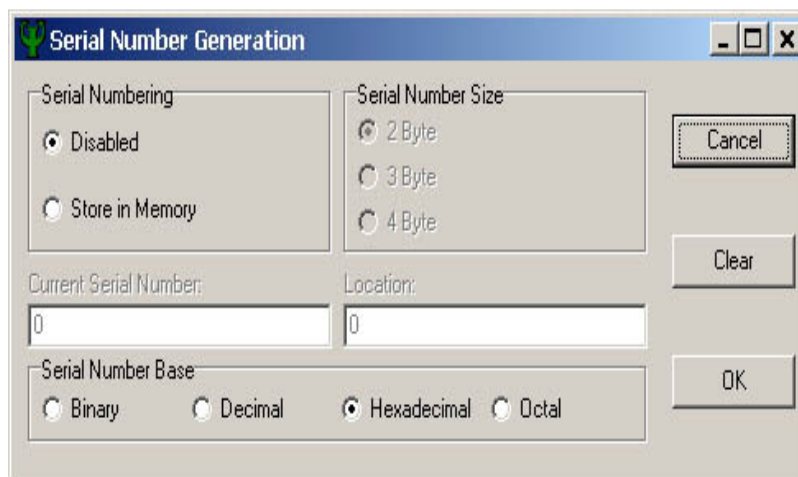 Serial Number Generation
Serial Numbering
Disabled
Store in Memory
Serial Number Size
2 Byte
3 Byte
4 Byte
Cancel
Clear
OK
Current Serial Number:
0
Location:
0
Serial Number Base
Binary
Decimal
Hexadecimal
Octal